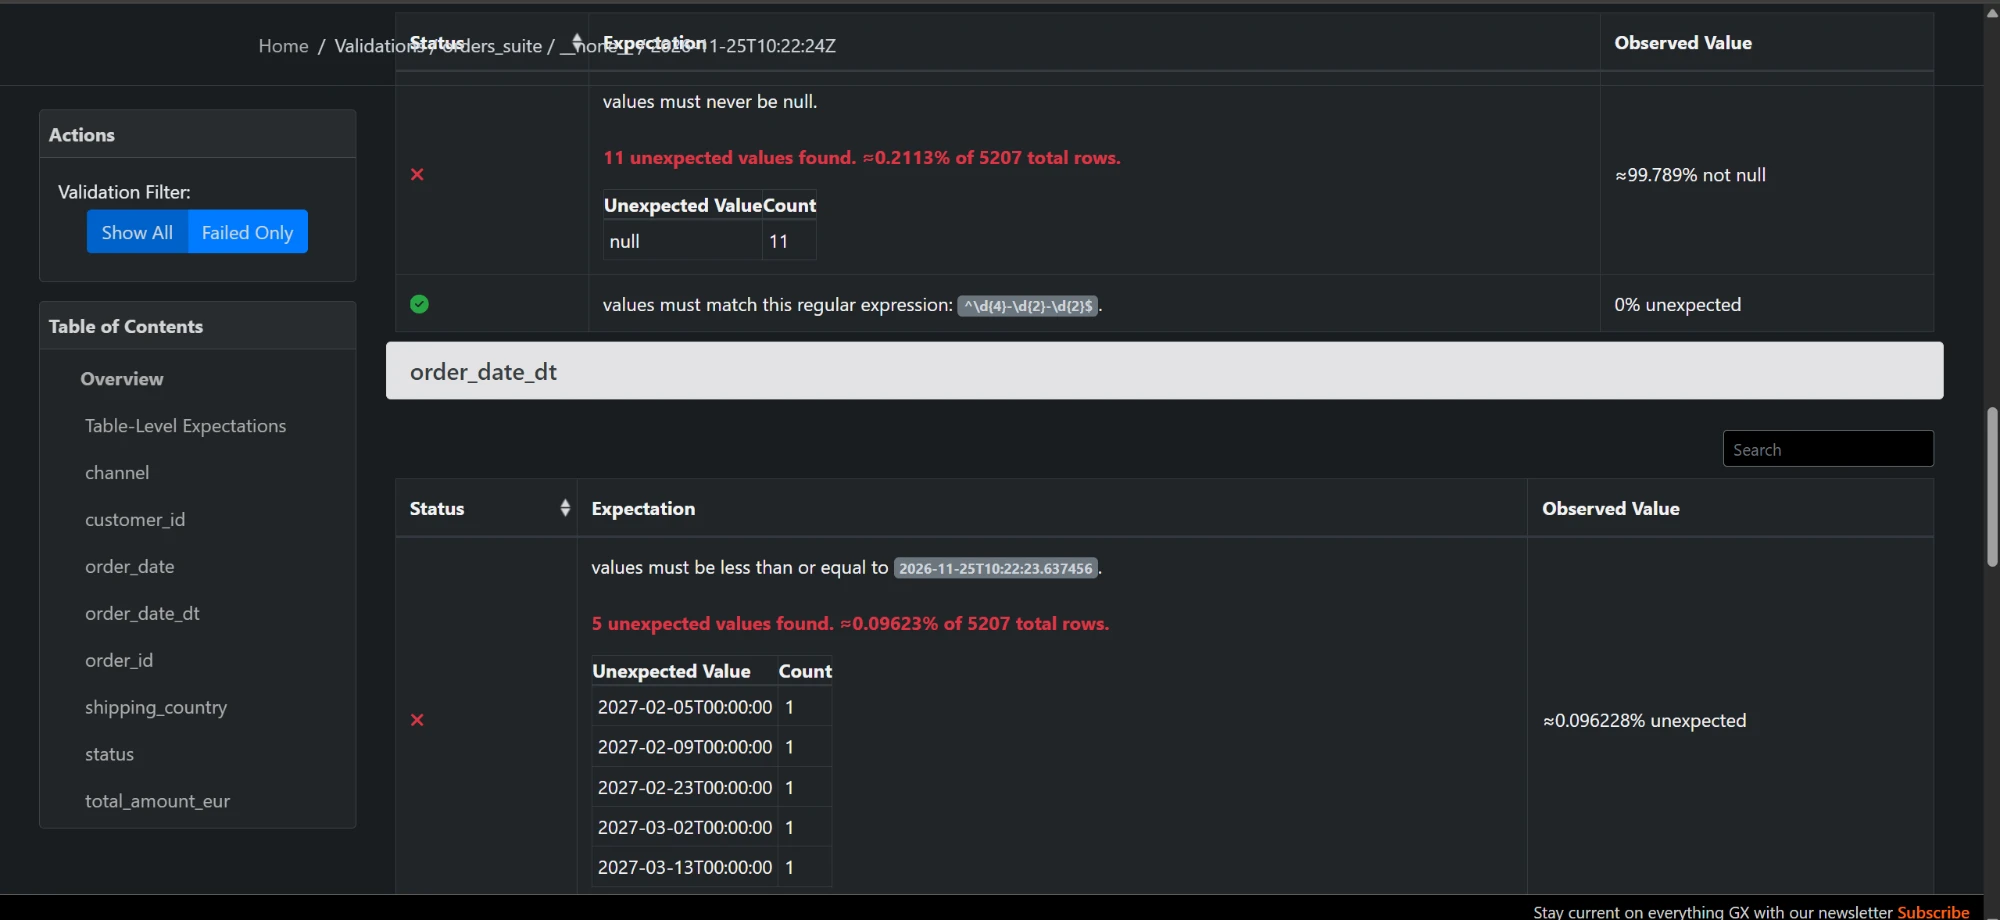 Home / Validations / orders_suite / __none__ / 2026-11-25T10:22:24Z
Status Expectation Observed Value
Actions
Validation Filter:
Show All Failed Only
Table of Contents
Overview
Table-Level Expectations
channel
customer_id
order_date
order_date_dt
order_id
shipping_country
status
total_amount_eur
values must never be null.
11 unexpected values found. ≈0.2113% of 5207 total rows.
Unexpected Value Count
null 11
≈99.789% not null
values must match this regular expression: ^\d{4}-\d{2}-\d{2}$ .
0% unexpected
order_date_dt
Search
Status Expectation Observed Value
values must be less than or equal to 2026-11-25T10:22:23.637456 .
5 unexpected values found. ≈0.09623% of 5207 total rows.
Unexpected Value Count
2027-02-05T00:00:00 1
2027-02-09T00:00:00 1
2027-02-23T00:00:00 1
2027-03-02T00:00:00 1
2027-03-13T00:00:00 1
≈0.096228% unexpected
Stay current on everything GX with our newsletter Subscribe